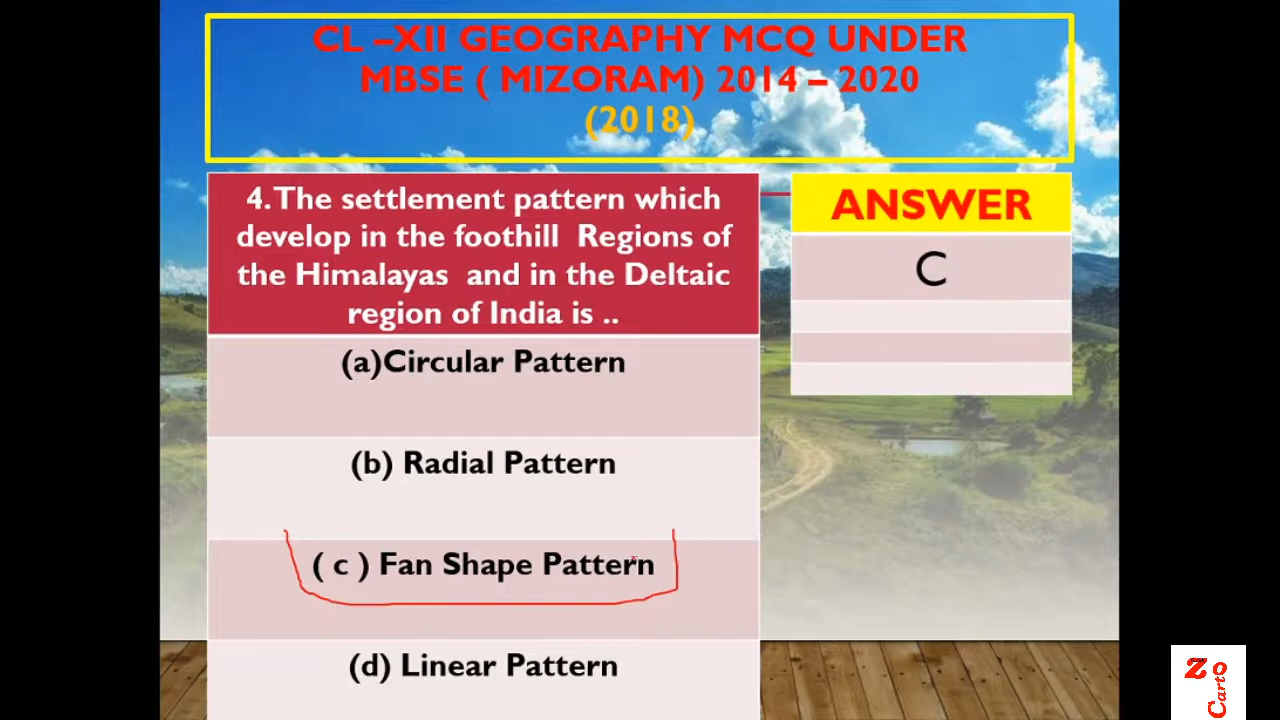 CL –XII GEOGRAPHY MCQ UNDER
MBSE ( MIZORAM) 2014 – 2020
(2018)
4.The settlement pattern which
develop in the foothill Regions of
the Himalayas and in the Deltaic
region of India is ..
(a)Circular Pattern
(b) Radial Pattern
( c ) Fan Shape Pattern
(d) Linear Pattern
ANSWER
C
Zo
Carto